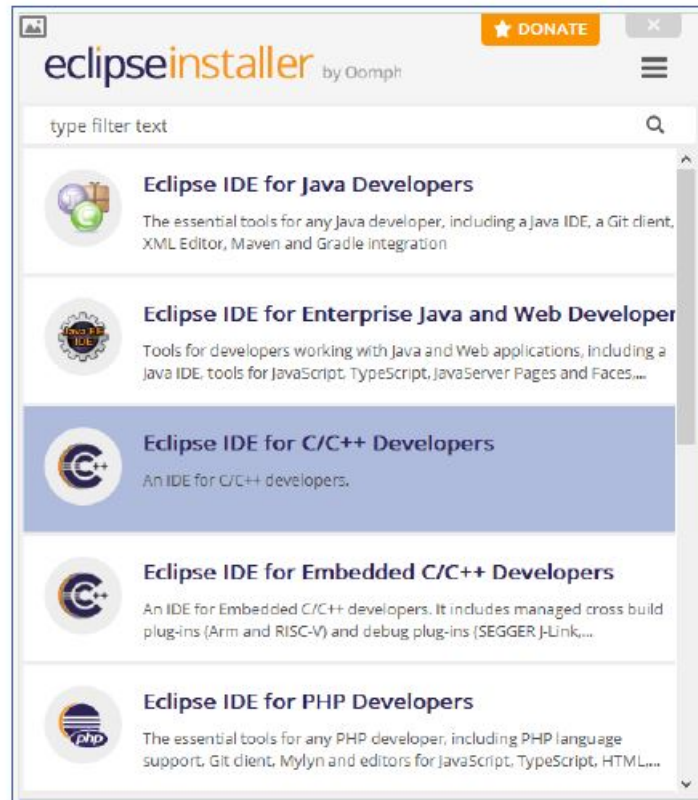 DONATE
eclipseinstaller by Oomph
type filter text
Eclipse IDE for Java Developers
The essential tools for any Java developer, including a Java IDE, a Git client,
XML Editor, Maven and Gradle integration
Java EE
IDE
Eclipse IDE for Enterprise Java and Web Developer
Tools for developers working with Java and Web applications, including a
Java IDE, tools for JavaScript, TypeScript, JavaServer Pages and Faces,...
C++
Eclipse IDE for C/C++ Developers
An IDE for C/C++ developers.
C++
Eclipse IDE for Embedded C/C++ Developers
An IDE for Embedded C/C++ developers. It includes managed cross build
plug-ins (Arm and RISC-V) and debug plug-ins (SEGGER J-Link,...
php
Eclipse IDE for PHP Developers
The essential tools for any PHP developer, including PHP language
support, Git client, Mylyn and editors for JavaScript, TypeScript, HTML,...